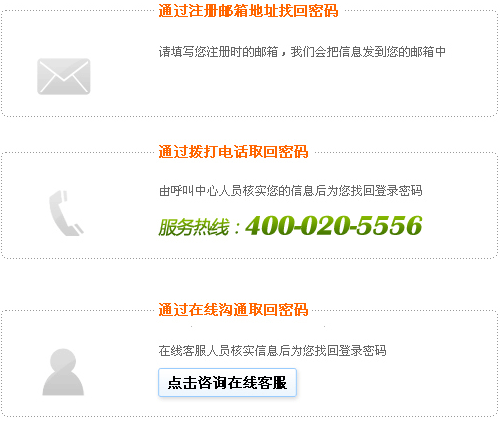 通过注册邮箱地址找回密码
请填写您注册时的邮箱，我们会把信息发到您的邮箱中
通过拨打电话取回密码
由呼叫中心人员核实您的信息后为您找回登录密码
服务热线：400-020-5556
通过在线沟通取回密码
在线客服人员核实信息后为您找回登录密码
点击咨询在线客服